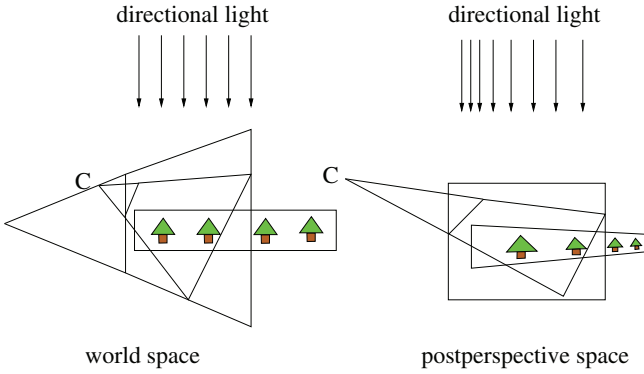 directional light
directional light
C
C
world space
postperspective space